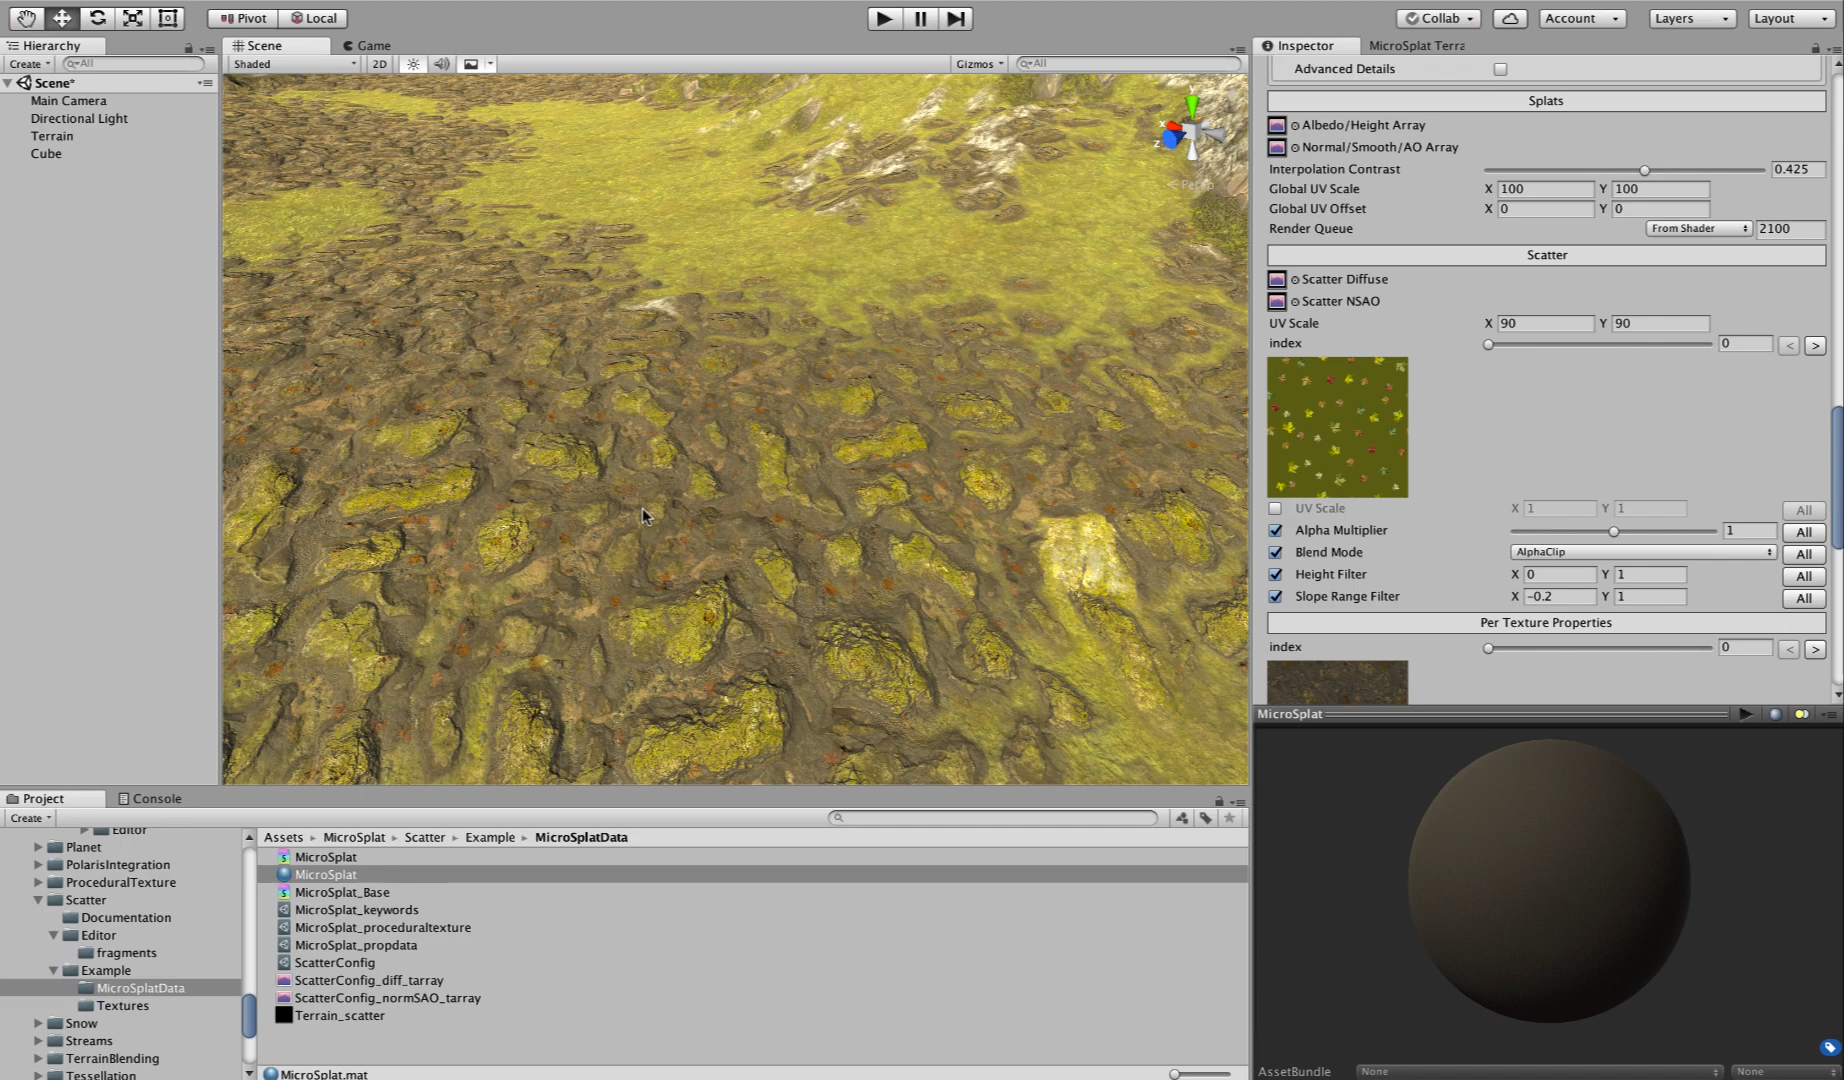 Pivot Local Collab Account Layers Layout
Hierarchy
Create All
Scene*
Main Camera
Directional Light
Terrain
Cube
Scene Game
Shaded 2D Gizmos All
Y
X
Z
Persp
Inspector MicroSplat Terra
Advanced Details
Splats
Albedo/Height Array
Normal/Smooth/AO Array
Interpolation Contrast 0.425
Global UV Scale X 100 Y 100
Global UV Offset X 0 Y 0
Render Queue From Shader 2100
Scatter
Scatter Diffuse
Scatter NSAO
UV Scale X 90 Y 90
index 0 < >
UV Scale X 1 Y 1 All
Alpha Multiplier 1 All
Blend Mode AlphaClip All
Height Filter X 0 Y 1 All
Slope Range Filter X -0.2 Y 1 All
Per Texture Properties
index 0 < >
MicroSplat
AssetBundle None None
Project Console
Create
Editor
Planet
PolarisIntegration
ProceduralTexture
Scatter
Documentation
Editor
fragments
Example
MicroSplatData
Textures
Snow
Streams
TerrainBlending
Tessellation
Assets ▸ MicroSplat ▸ Scatter ▸ Example ▸ MicroSplatData
MicroSplat
MicroSplat
MicroSplat_Base
MicroSplat_keywords
MicroSplat_proceduraltexture
MicroSplat_propdata
ScatterConfig
ScatterConfig_diff_tarray
ScatterConfig_normSAO_tarray
Terrain_scatter
MicroSplat.mat